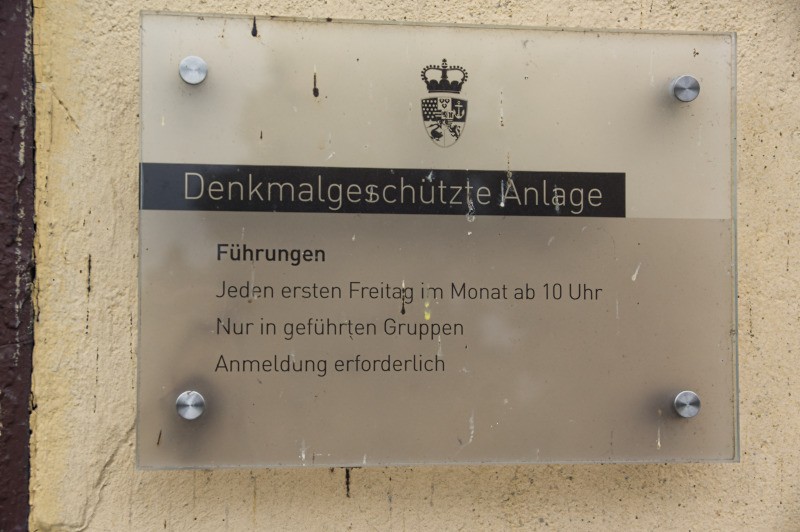 Denkmalgeschützte Anlage
Führungen
Jeden ersten Freitag im Monat ab 10 Uhr
Nur in geführten Gruppen
Anmeldung erforderlich